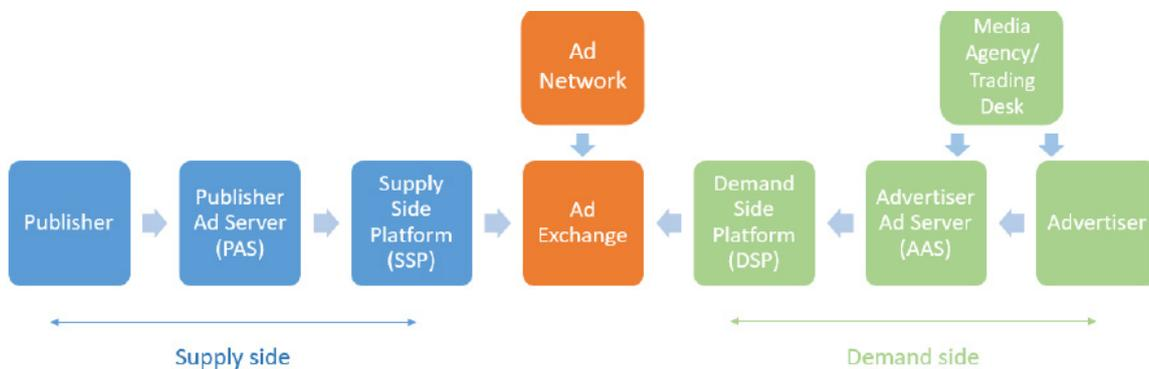 Ad
Network
Media
Agency/
Trading
Desk
Publisher
Publisher
Ad Server
(PAS)
Supply
Side
Platform
(SSP)
Ad
Exchange
Demand
Side
Platform
(DSP)
Advertiser
Ad Server
(AAS)
Advertiser
Supply side
Demand side